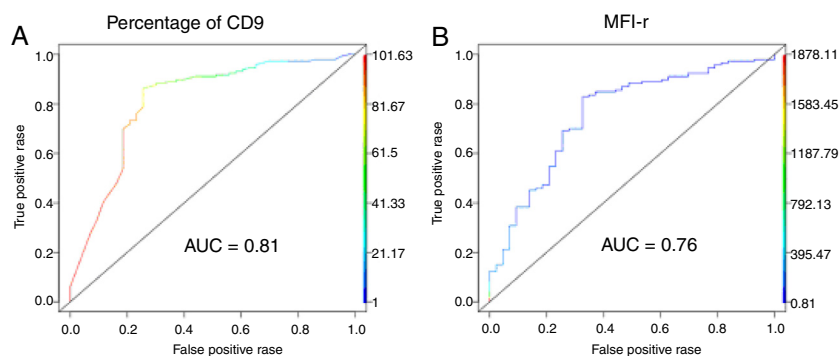 A
Percentage of CD9
True positive rase
1.0
0.8
0.6
0.4
0.2
0.0
AUC = 0.81
101.63
81.67
61.5
41.33
21.17
1
0.0 0.2 0.4 0.6 0.8 1.0
False positive rase
B
MFI-r
True positive rase
1.0
0.8
0.6
0.4
0.2
0.0
AUC = 0.76
1878.11
1583.45
1187.79
792.13
395.47
0.81
0.0 0.2 0.4 0.6 0.8 1.0
False positive rase